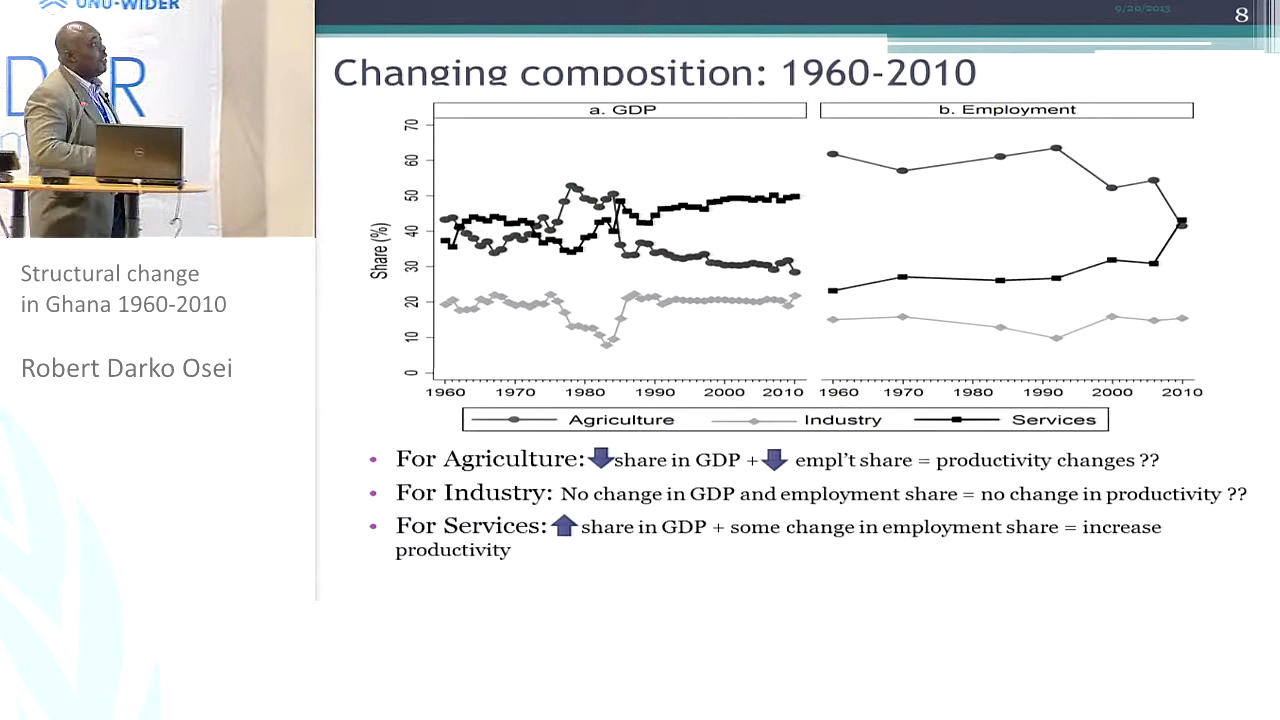 UNU-WIDER
D R
Structural change
in Ghana 1960-2010
Robert Darko Osei
9/20/2013
8
Changing composition: 1960-2010
a. GDP
b. Employment
Share (%)
70
60
50
40
30
20
10
0
1960 1970 1980 1990 2000 2010
1960 1970 1980 1990 2000 2010
Agriculture Industry Services
• For Agriculture: share in GDP + empl't share = productivity changes ??
• For Industry: No change in GDP and employment share = no change in productivity ??
• For Services: share in GDP + some change in employment share = increase
productivity